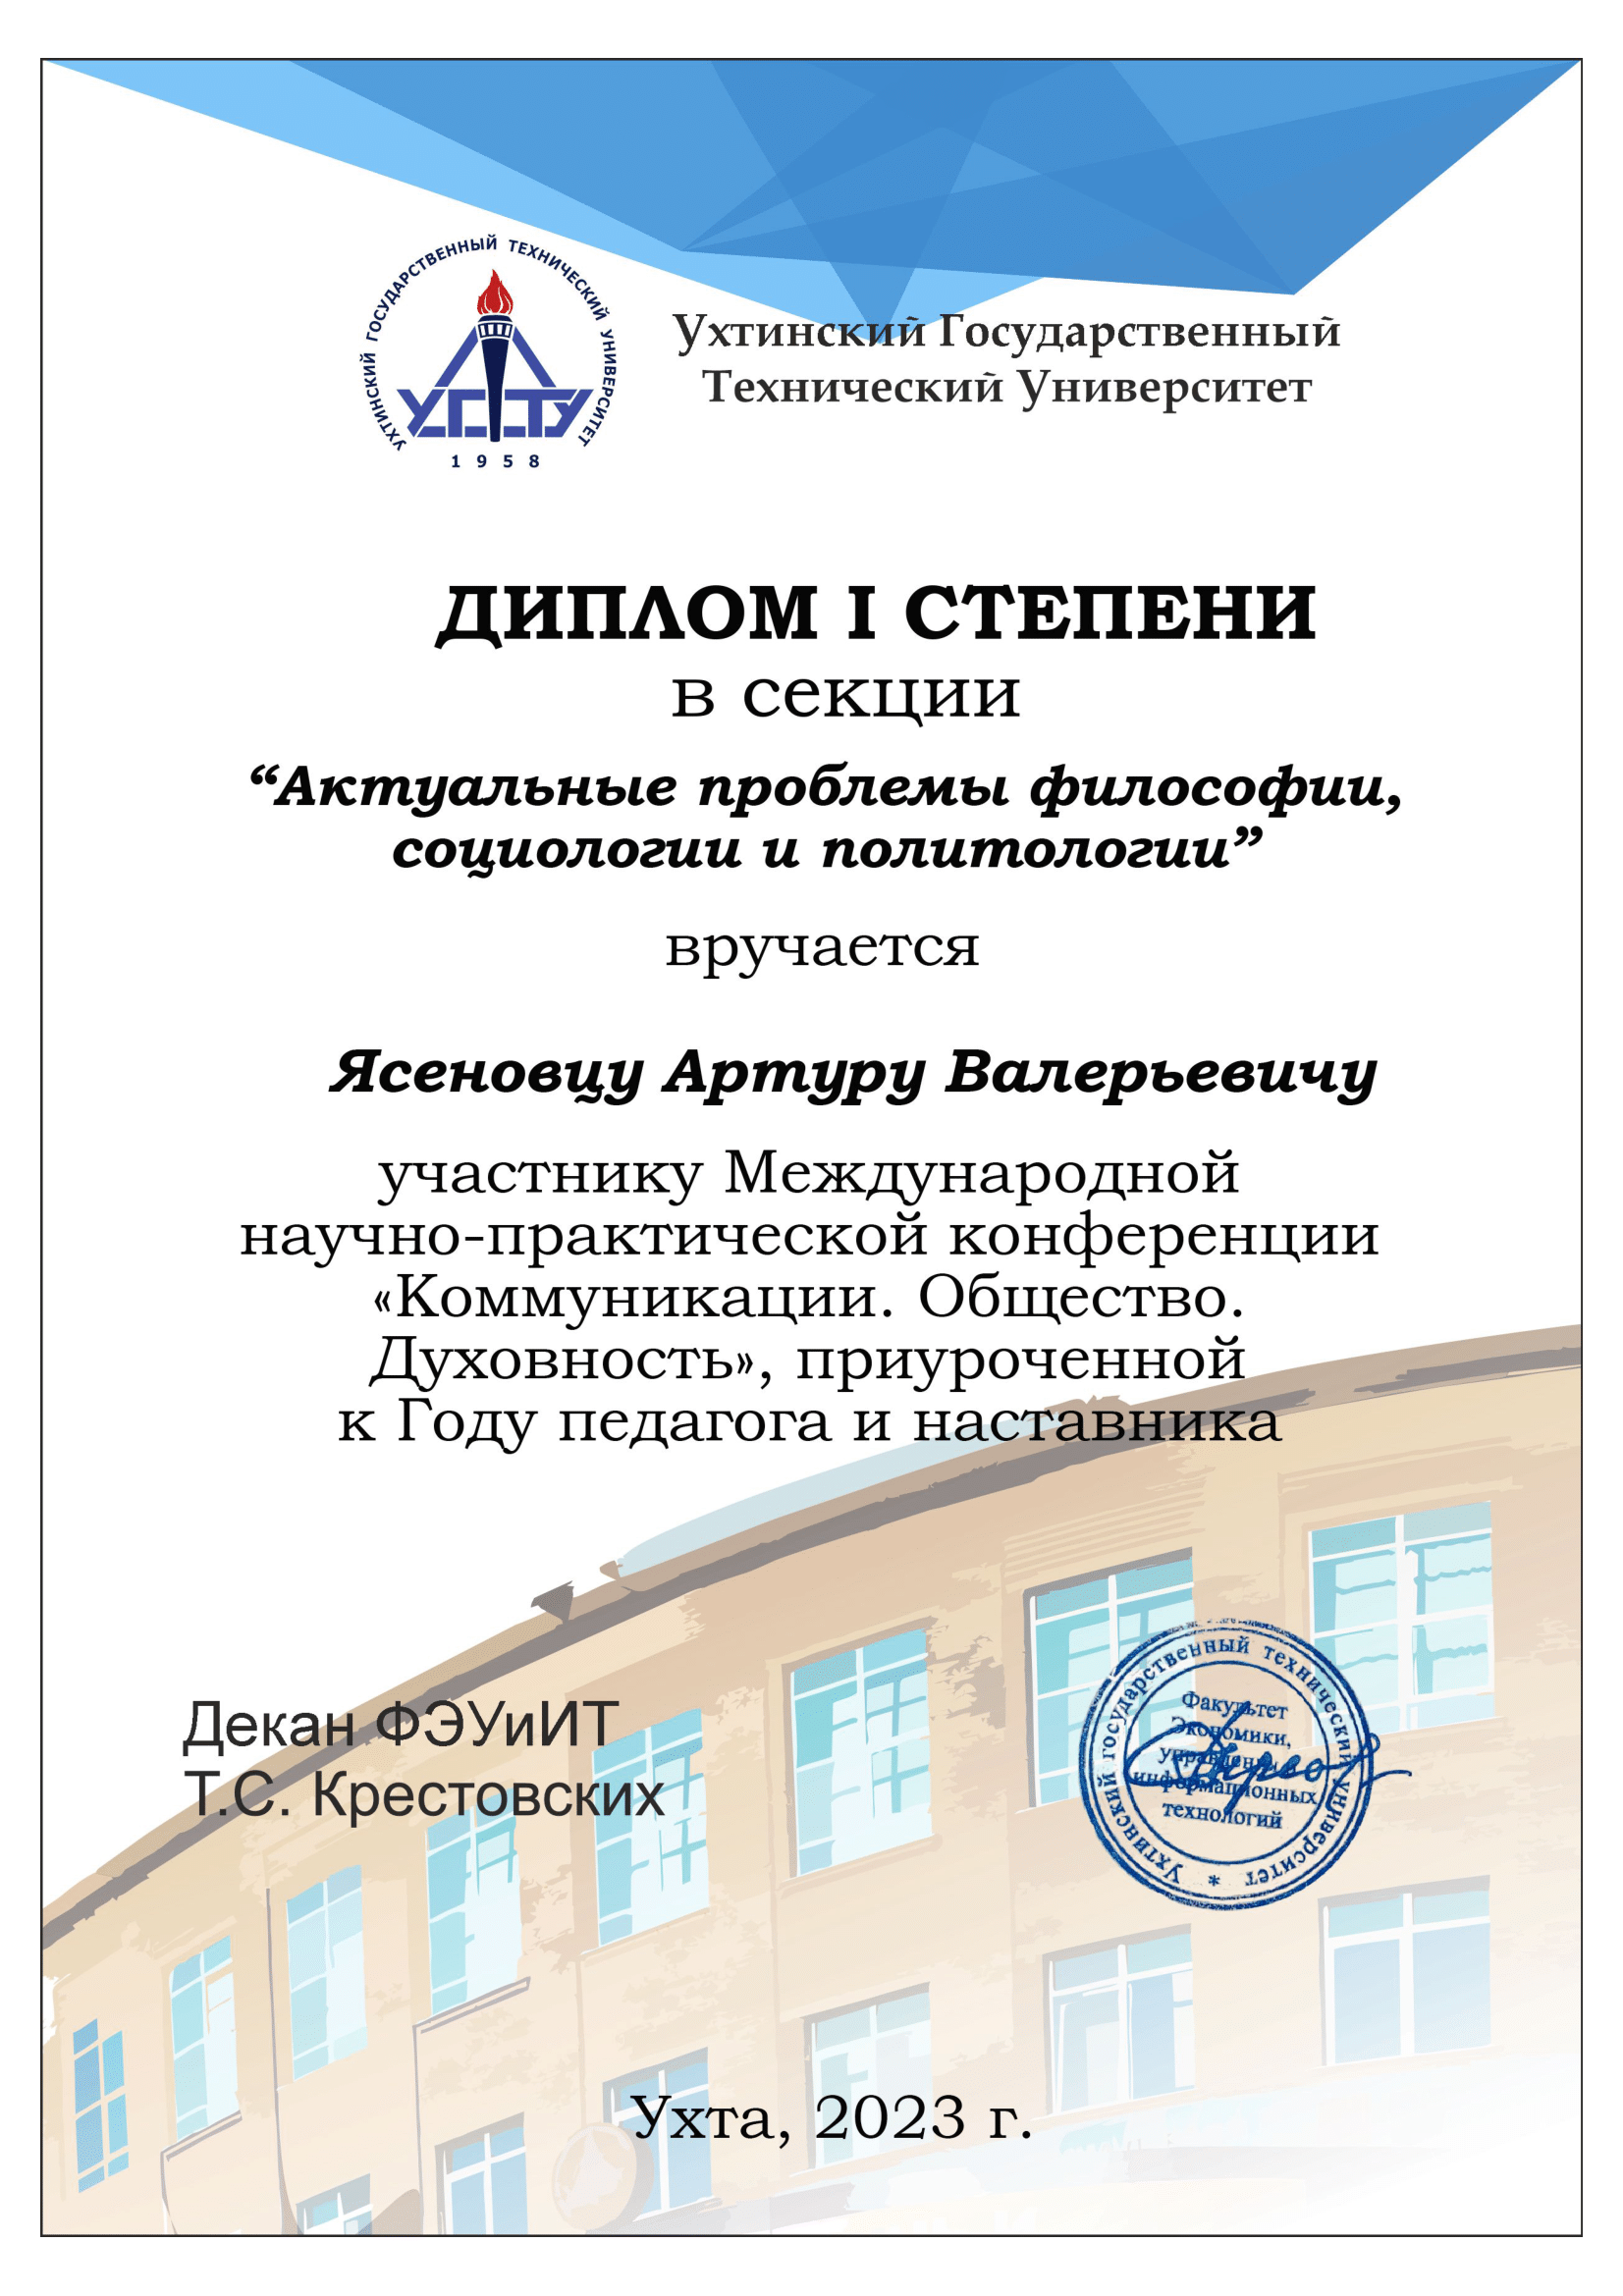 УХТИНСКИЙ ГОСУДАРСТВЕННЫЙ ТЕХНИЧЕСКИЙ УНИВЕРСИТЕТ
УГТУ
1958
Ухтинский Государственный
Технический Университет
ДИПЛОМ I СТЕПЕНИ
в секции
“Актуальные проблемы философии,
социологии и политологии”
вручается
Ясеновцу Артуру Валерьевичу
участнику Международной
научно-практической конференции
«Коммуникации. Общество.
Духовность», приуроченной
к Году педагога и наставника
Декан ФЭУиИТ
Т.С. Крестовских
Ухтинский государственный технический университет *
Факультет
Экономики,
управления
информационных
технологий
Ухта, 2023 г.